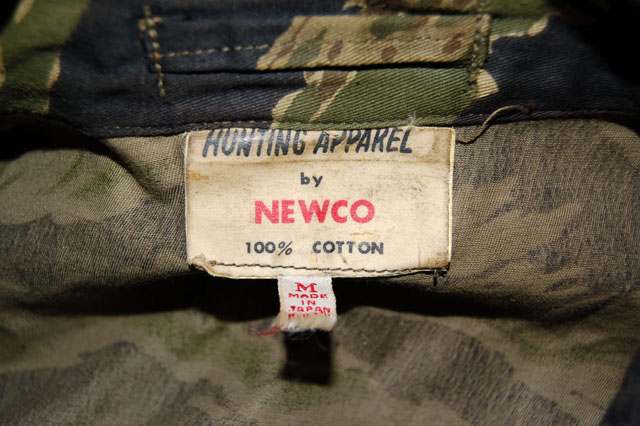 HUNTING APPAREL
by
NEWCO
100% COTTON
M
MADE
IN
JAPAN